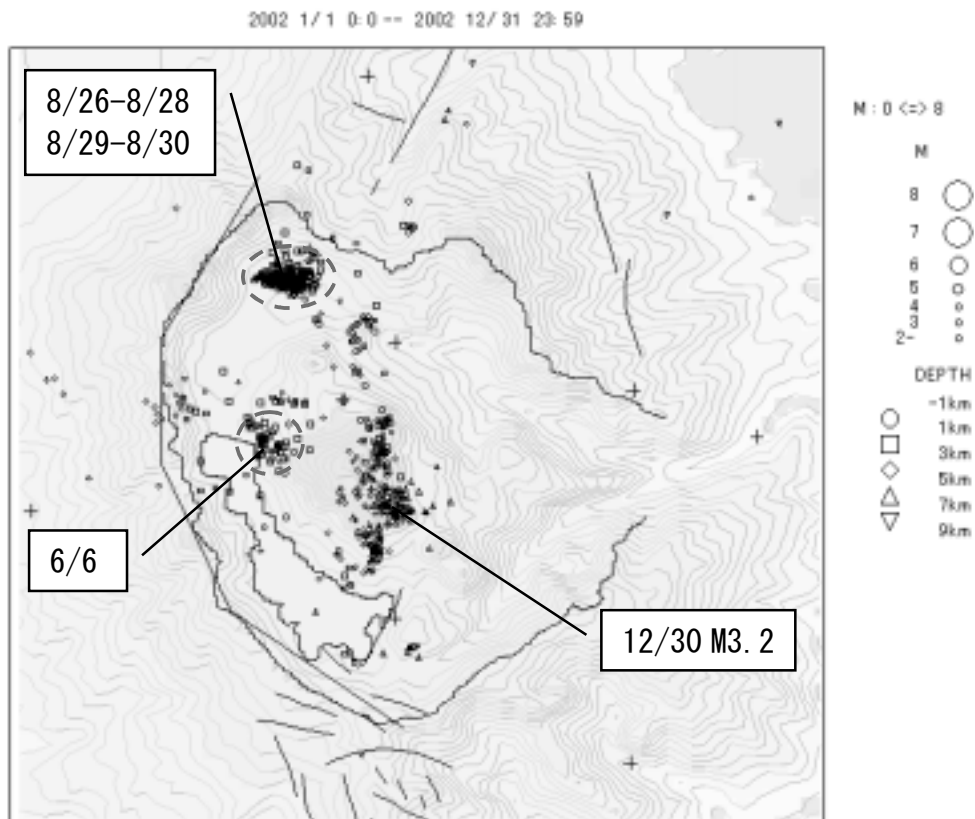 2002 1/1 0:0 -- 2002 12/31 23:59
8/26-8/28
8/29-8/30
6/6
12/30 M3.2
M : 0 <=> 8
M
8
7
6
5
4
3
2-
DEPTH
-1km
1km
3km
5km
7km
9km